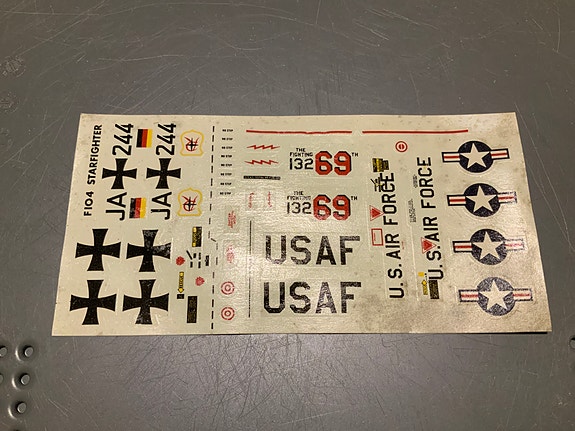 F104 STARFIGHTER
JA 244
JA 244
THE
FIGHTING
132 69TH
THE
FIGHTING
132 69TH
USAF
USAF
U.S. AIR FORCE
U.S. AIR FORCE